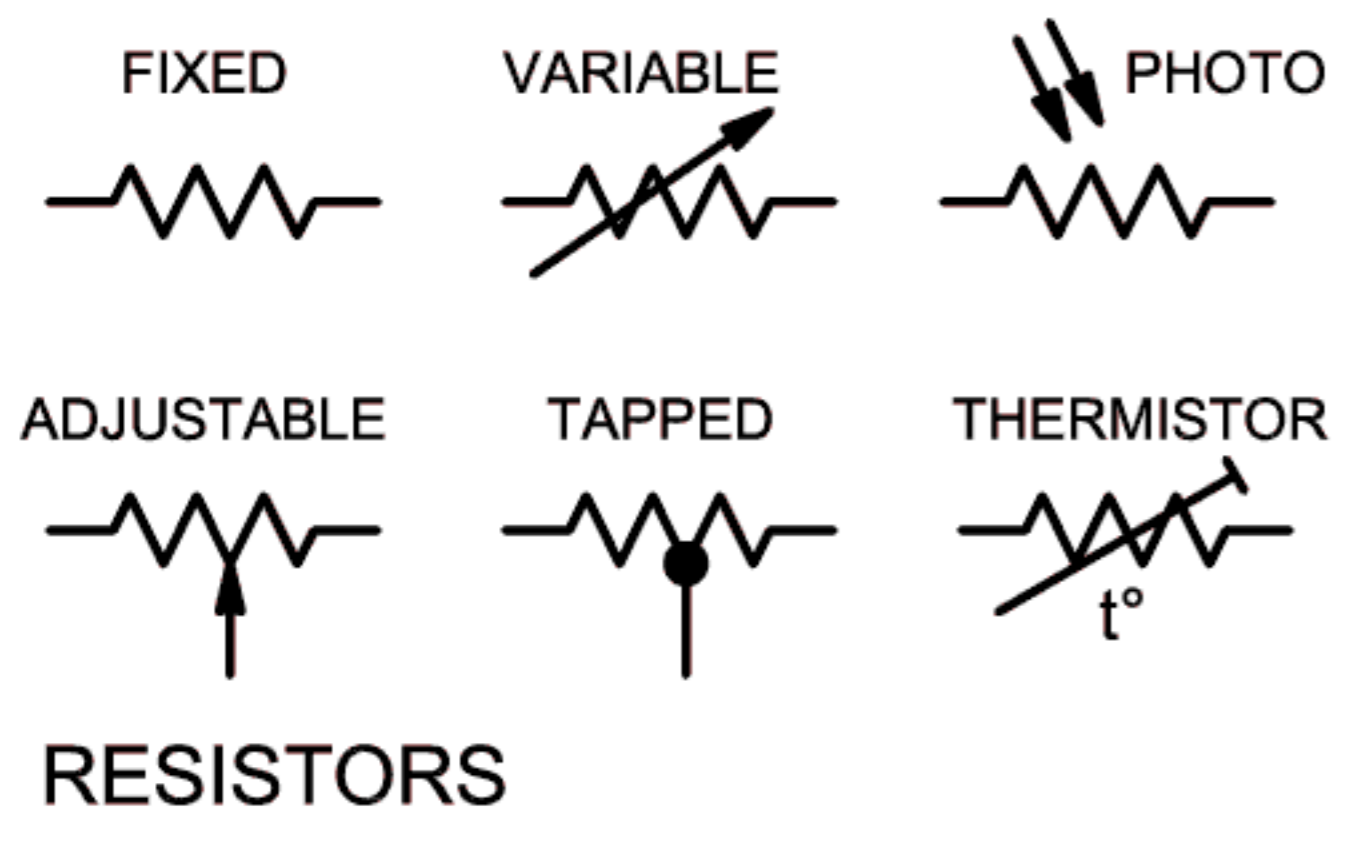 FIXED
VARIABLE
PHOTO
ADJUSTABLE
TAPPED
THERMISTOR
t°
RESISTORS